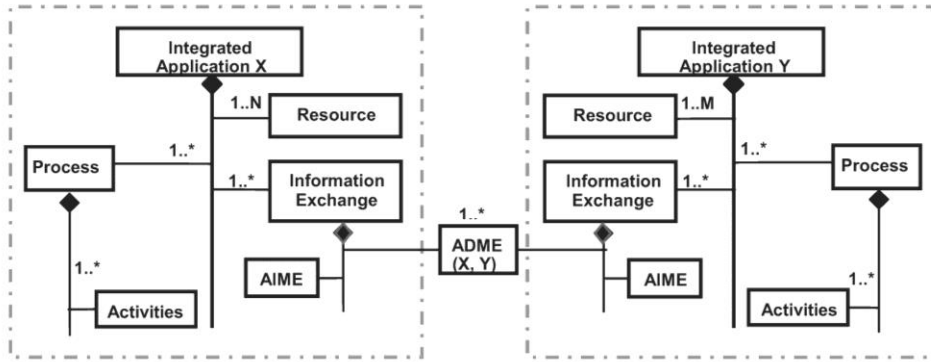 Integrated
Application X
1..N
Resource
Process
1..*
1..*
Information
Exchange
AIME
1..*
Activities
1..*
ADME
(X, Y)
Integrated
Application Y
Resource
1..M
1..*
Process
Information
Exchange
1..*
AIME
1..*
Activities